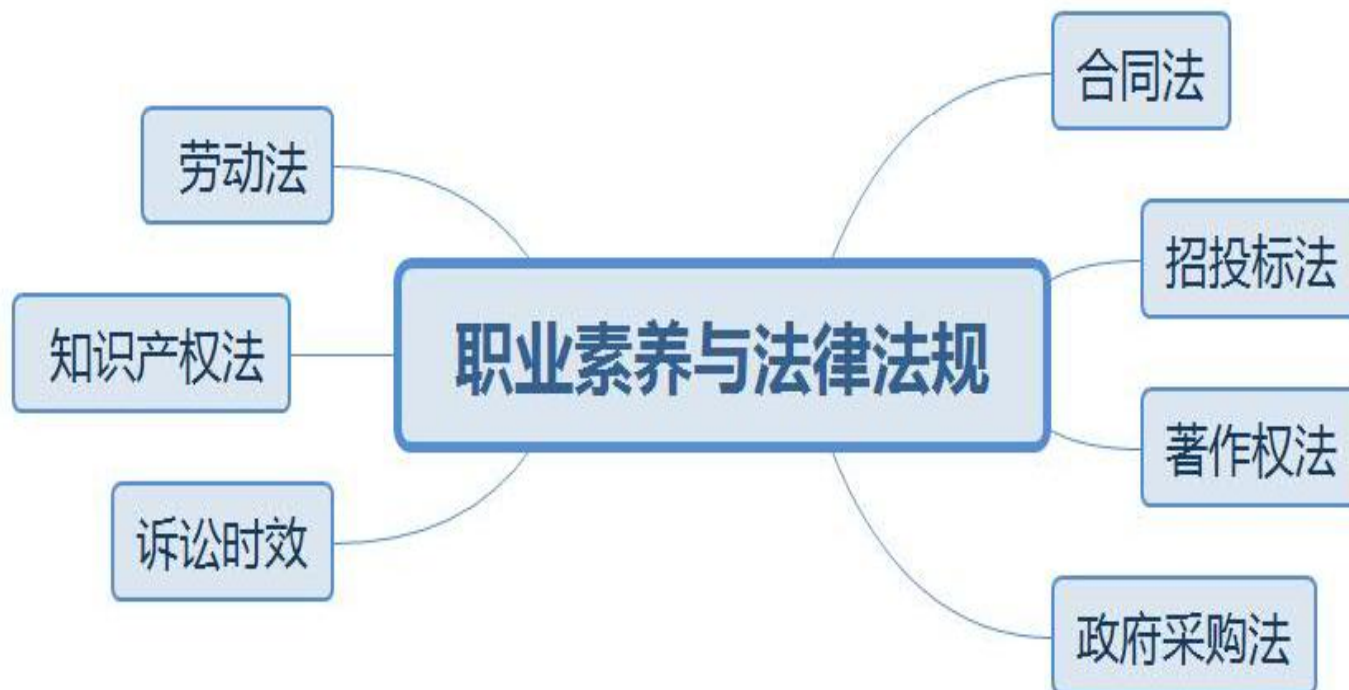 合同法
劳动法
招投标法
职业素养与法律法规
知识产权法
著作权法
诉讼时效
政府采购法